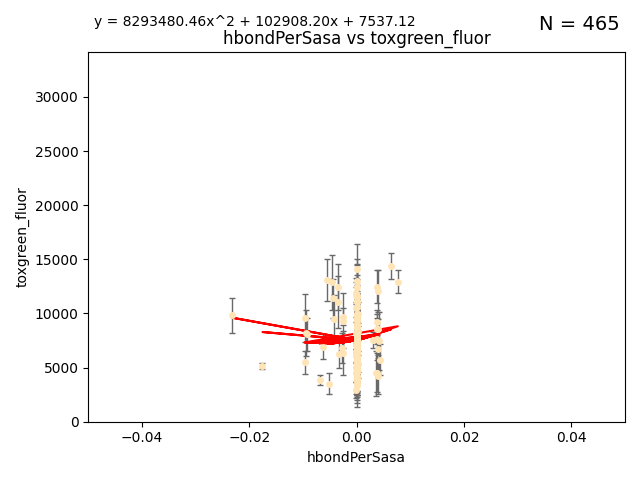 y = 8293480.46x^2 + 102908.20x + 7537.12
N = 465
hbondPerSasa vs toxgreen_fluor
30000
25000
20000
15000
10000
5000
0
toxgreen_fluor
−0.04
−0.02
0.00
0.02
0.04
hbondPerSasa